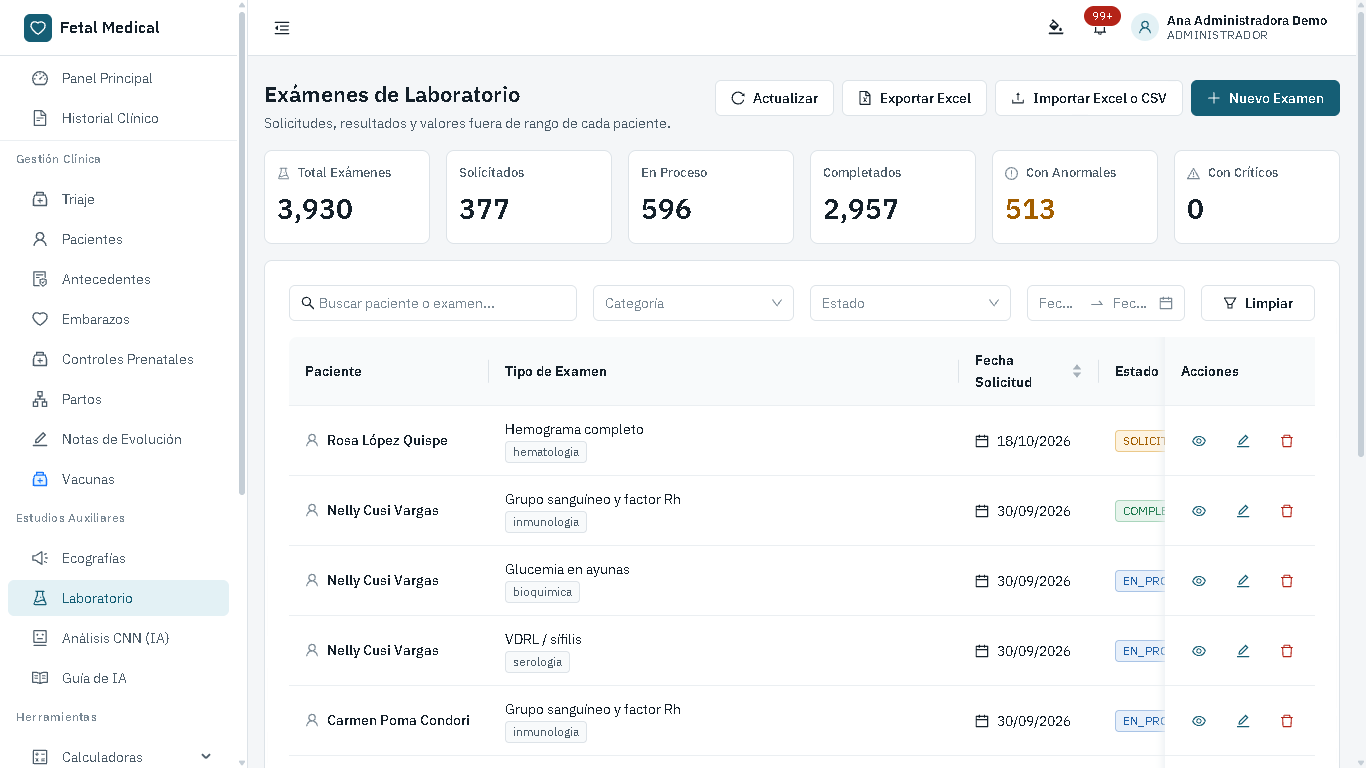 Fetal Medical
Panel Principal
Historial Clínico
Gestión Clínica
Triaje
Pacientes
Antecedentes
Embarazos
Controles Prenatales
Partos
Notas de Evolución
Vacunas
Estudios Auxiliares
Ecografías
Laboratorio
Análisis CNN (IA)
Guía de IA
Herramientas
Calculadoras
99+
Ana Administradora Demo
ADMINISTRADOR
Exámenes de Laboratorio
Solicitudes, resultados y valores fuera de rango de cada paciente.
Actualizar
Exportar Excel
Importar Excel o CSV
Nuevo Examen
Total Exámenes
3,930
Solicitados
377
En Proceso
596
Completados
2,957
Con Anormales
513
Con Críticos
0
Buscar paciente o examen...
Categoría
Estado
Fec... → Fec...
Limpiar
Paciente Tipo de Examen Fecha Solicitud Estado Acciones
Rosa López Quispe Hemograma completo 18/10/2026 SOLICIT
hematologia
Nelly Cusi Vargas Grupo sanguíneo y factor Rh 30/09/2026 COMPLE
inmunologia
Nelly Cusi Vargas Glucemia en ayunas 30/09/2026 EN_PRO
bioquimica
Nelly Cusi Vargas VDRL / sífilis 30/09/2026 EN_PRO
serologia
Carmen Poma Condori Grupo sanguíneo y factor Rh 30/09/2026 EN_PRO
inmunologia